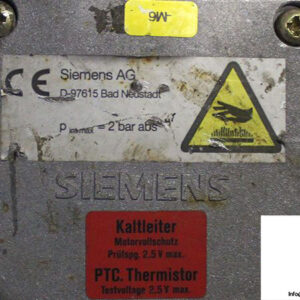 -M6
CE Siemens AG
D-97615 Bad Neustadt
= 2 bar abs
SIEMENS
Kaltleiter
Motorvollschutz
Prüfspg. 2,5 V max.
PTC. Thermistor
Testvoltage 2,5 V max.